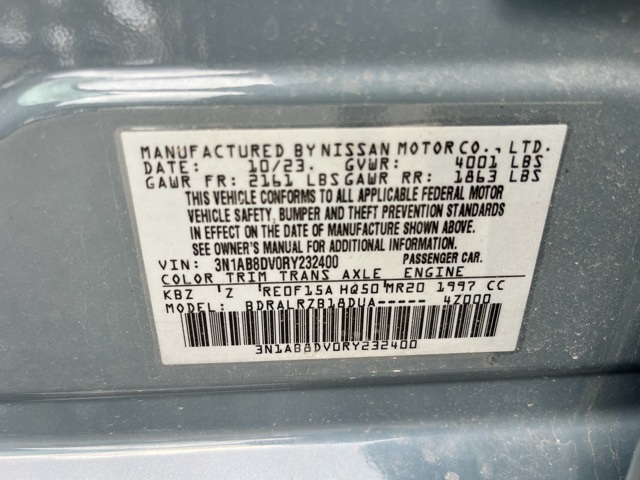 MANUFACTURED BY NISSAN MOTOR CO., LTD.
DATE: 10/23. GVWR: 4001 LBS
GAWR FR: 2161 LBS GAWR RR: 1863 LBS
THIS VEHICLE CONFORMS TO ALL APPLICABLE FEDERAL MOTOR
VEHICLE SAFETY, BUMPER AND THEFT PREVENTION STANDARDS
IN EFFECT ON THE DATE OF MANUFACTURE SHOWN ABOVE.
SEE OWNER'S MANUAL FOR ADDITIONAL INFORMATION.
VIN: 3N1AB8DV0RY232400 PASSENGER CAR.
COLOR TRIM TRANS AXLE ENGINE
KBZ Z RE0F15A HQ50 MR20 1997 CC
MODEL: BDRALRZB18DUA 4Z000
3N1AB8DV0RY232400